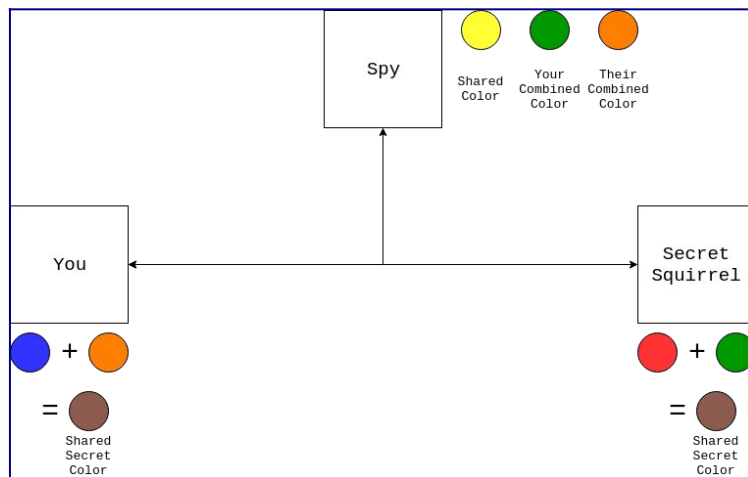 Spy
Shared
Color
Your
Combined
Color
Their
Combined
Color
You
Secret
Squirrel
+
+
=
Shared
Secret
Color
=
Shared
Secret
Color